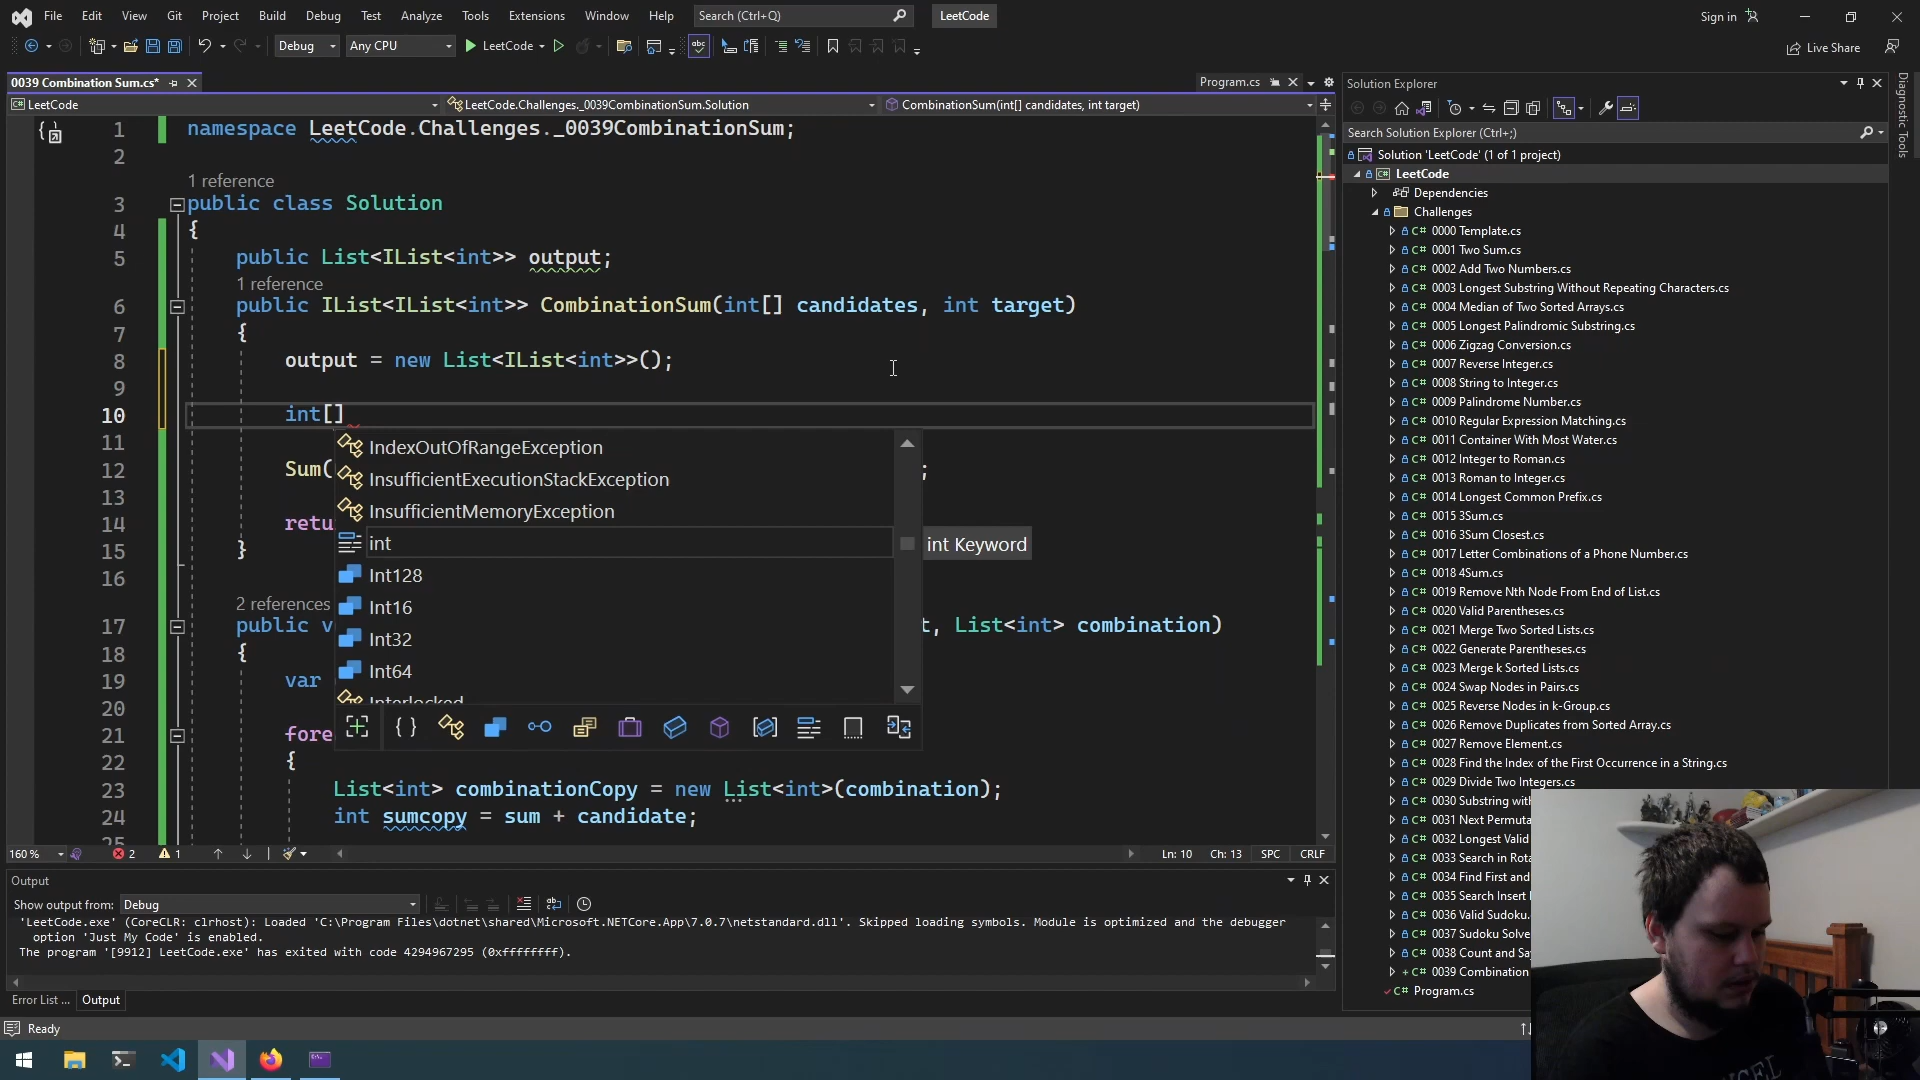 File Edit View Git Project Build Debug Test Analyze Tools Extensions Window Help Search (Ctrl+Q) LeetCode Sign in
Debug Any CPU LeetCode Live Share
0039 Combination Sum.cs* Program.cs
LeetCode LeetCode.Challenges._0039CombinationSum.Solution CombinationSum(int[] candidates, int target)
1 namespace LeetCode.Challenges._0039CombinationSum;
2
1 reference
3 public class Solution
4 {
5 public List<IList<int>> output;
1 reference
6 public IList<IList<int>> CombinationSum(int[] candidates, int target)
7 {
8 output = new List<IList<int>>();
9
10 int[]
11
12 Sum( ;
13
14 retu
15 }
16
2 references
17 public v t, List<int> combination)
18 {
19 var
20
21 fore
22 {
23 List<int> combinationCopy = new List<int>(combination);
24 int sumcopy = sum + candidate;
25
IndexOutOfRangeException
InsufficientExecutionStackException
InsufficientMemoryException
int
int Keyword
Int128
Int16
Int32
Int64
Interlocked
160 % 2 1 Ln: 10 Ch: 13 SPC CRLF
Output
Show output from: Debug
'LeetCode.exe' (CoreCLR: clrhost): Loaded 'C:\Program Files\dotnet\shared\Microsoft.NETCore.App\7.0.7\netstandard.dll'. Skipped loading symbols. Module is optimized and the debugger
option 'Just My Code' is enabled.
The program '[9912] LeetCode.exe' has exited with code 4294967295 (0xffffffff).
Error List ... Output
Ready
Solution Explorer
Search Solution Explorer (Ctrl+;)
Solution 'LeetCode' (1 of 1 project)
LeetCode
Dependencies
Challenges
C# 0000 Template.cs
C# 0001 Two Sum.cs
C# 0002 Add Two Numbers.cs
C# 0003 Longest Substring Without Repeating Characters.cs
C# 0004 Median of Two Sorted Arrays.cs
C# 0005 Longest Palindromic Substring.cs
C# 0006 Zigzag Conversion.cs
C# 0007 Reverse Integer.cs
C# 0008 String to Integer.cs
C# 0009 Palindrome Number.cs
C# 0010 Regular Expression Matching.cs
C# 0011 Container With Most Water.cs
C# 0012 Integer to Roman.cs
C# 0013 Roman to Integer.cs
C# 0014 Longest Common Prefix.cs
C# 0015 3Sum.cs
C# 0016 3Sum Closest.cs
C# 0017 Letter Combinations of a Phone Number.cs
C# 0018 4Sum.cs
C# 0019 Remove Nth Node From End of List.cs
C# 0020 Valid Parentheses.cs
C# 0021 Merge Two Sorted Lists.cs
C# 0022 Generate Parentheses.cs
C# 0023 Merge k Sorted Lists.cs
C# 0024 Swap Nodes in Pairs.cs
C# 0025 Reverse Nodes in k-Group.cs
C# 0026 Remove Duplicates from Sorted Array.cs
C# 0027 Remove Element.cs
C# 0028 Find the Index of the First Occurrence in a String.cs
C# 0029 Divide Two Integers.cs
C# 0030 Substring with
C# 0031 Next Permuta
C# 0032 Longest Valid
C# 0033 Search in Rota
C# 0034 Find First and
C# 0035 Search Insert
C# 0036 Valid Sudoku.
C# 0037 Sudoku Solve
C# 0038 Count and Sa
C# 0039 Combination
C# Program.cs
Diagnostic Tools